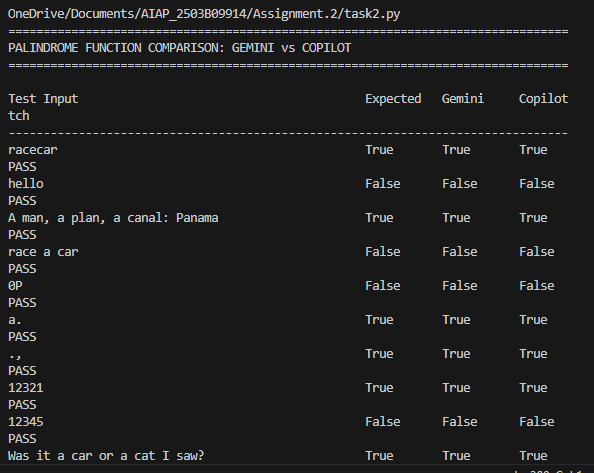 OneDrive/Documents/AIAP_2503B09914/Assignment.2/task2.py
================================================================================
PALINDROME FUNCTION COMPARISON: GEMINI vs COPILOT
================================================================================
Test Input Expected Gemini Copilot
tch
--------------------------------------------------------------------------------
racecar True True True
PASS
hello False False False
PASS
A man, a plan, a canal: Panama True True True
PASS
race a car False False False
PASS
0P False False False
PASS
a. True True True
PASS
., True True True
PASS
12321 True True True
PASS
12345 False False False
PASS
Was it a car or a cat I saw? True True True